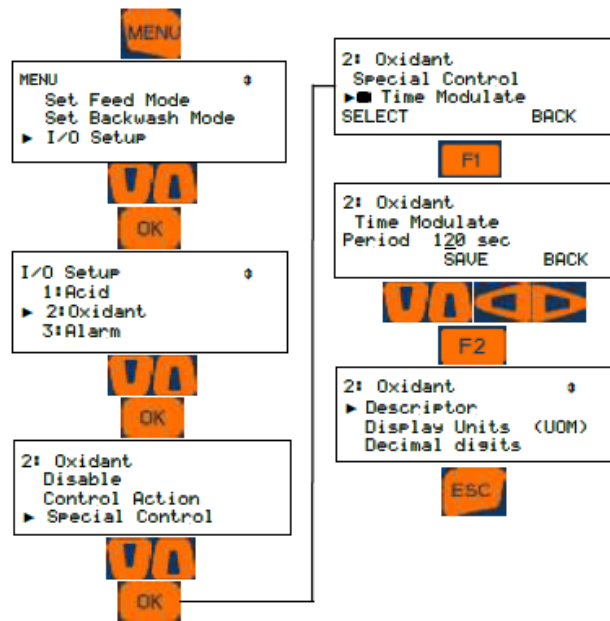 MENU
MENU
Set Feed Mode
Set Backwash Mode
I/O Setup
OK
I/O Setup
1:Acid
2:Oxidant
3:Alarm
OK
2: Oxidant
Disable
Control Action
Special Control
OK
2: Oxidant
Special Control
Time Modulate
SELECT BACK
F1
2: Oxidant
Time Modulate
Period 120 sec
SAVE BACK
F2
2: Oxidant
Descriptor
Display Units (UOM)
Decimal digits
ESC